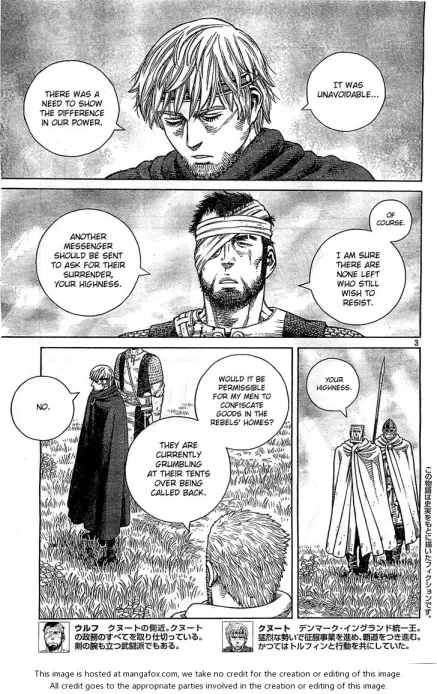 IT WAS
UNAVOIDABLE...
THERE WAS A
NEED TO SHOW
THE DIFFERENCE
IN OUR POWER.
OF
COURSE.
I AM SURE
THERE ARE
NONE LEFT
WHO STILL
WISH TO
RESIST.
ANOTHER
MESSENGER
SHOULD BE SENT
TO ASK FOR THEIR
SURRENDER,
YOUR HIGHNESS.
3
YOUR
HIGHNESS.
WOULD IT BE
PERMISSIBLE
FOR MY MEN TO
CONFISCATE
GOODS IN THE
REBELS' HOMES?
THEY ARE
CURRENTLY
GRUMBLING
AT THEIR TENTS
OVER BEING
CALLED BACK.
NO.
この物語は史実をもとに描いたフィクションです。
クヌート デンマーク・イングランド統一王。
猛烈な勢いで征服事業を進め、覇道をつき進む。
かつてはトルフィンと行動を共にしていた。
ウルフ クヌートの側近。クヌート
の政務のすべてを取り仕切っている。
剣の腕も立つ武闘派でもある。
This image is hosted at mangafox.com, we take no credit for the creation or editing of this image.
All credit goes to the appropriate parties involved in the creation or editing of this image.